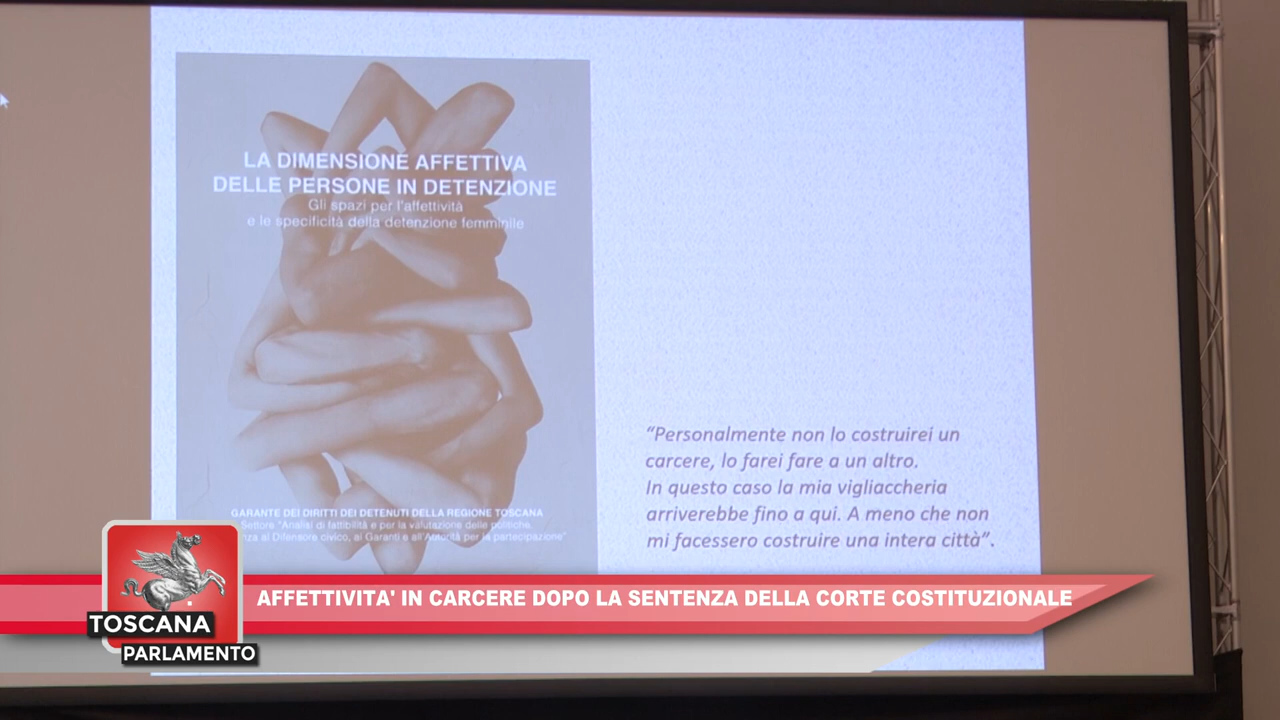 LA DIMENSIONE AFFETTIVA
DELLE PERSONE IN DETENZIONE
Gli spazi per l'affettività
e le specificità della detenzione femminile
GARANTE DEI DIRITTI DEI DETENUTI DELLA REGIONE TOSCANA
Settore "Analisi di fattibilità e per la valutazione delle politiche.
al Difensore civico, ai Garanti e all'Autorità per la partecipazione"
“Personalmente non lo costruirei un
carcere, lo farei fare a un altro.
In questo caso la mia vigliaccheria
arriverebbe fino a qui. A meno che non
mi facessero costruire una intera città”.
AFFETTIVITA' IN CARCERE DOPO LA SENTENZA DELLA CORTE COSTITUZIONALE
TOSCANA
PARLAMENTO